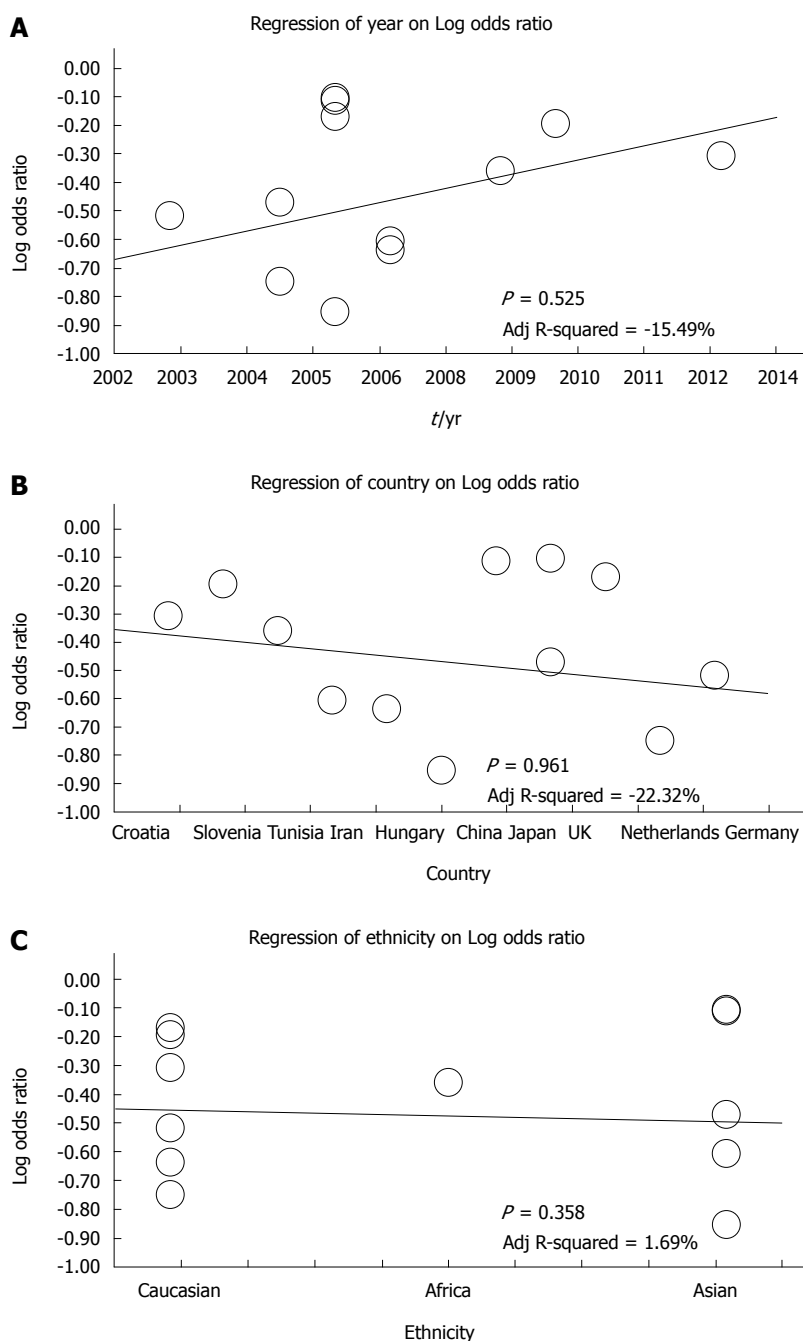 A
Regression of year on Log odds ratio
0.00
-0.10
-0.20
-0.30
-0.40
-0.50
-0.60
-0.70
-0.80
-0.90
-1.00
Log odds ratio
P = 0.525
Adj R-squared = -15.49%
2002 2003 2004 2005 2006 2008 2009 2010 2011 2012 2014
t/yr
B
Regression of country on Log odds ratio
0.00
-0.10
-0.20
-0.30
-0.40
-0.50
-0.60
-0.70
-0.80
-0.90
-1.00
Log odds ratio
P = 0.961
Adj R-squared = -22.32%
Croatia Slovenia Tunisia Iran Hungary China Japan UK Netherlands Germany
Country
C
Regression of ethnicity on Log odds ratio
0.00
-0.10
-0.20
-0.30
-0.40
-0.50
-0.60
-0.70
-0.80
-0.90
-1.00
Log odds ratio
P = 0.358
Adj R-squared = 1.69%
Caucasian Africa Asian
Ethnicity